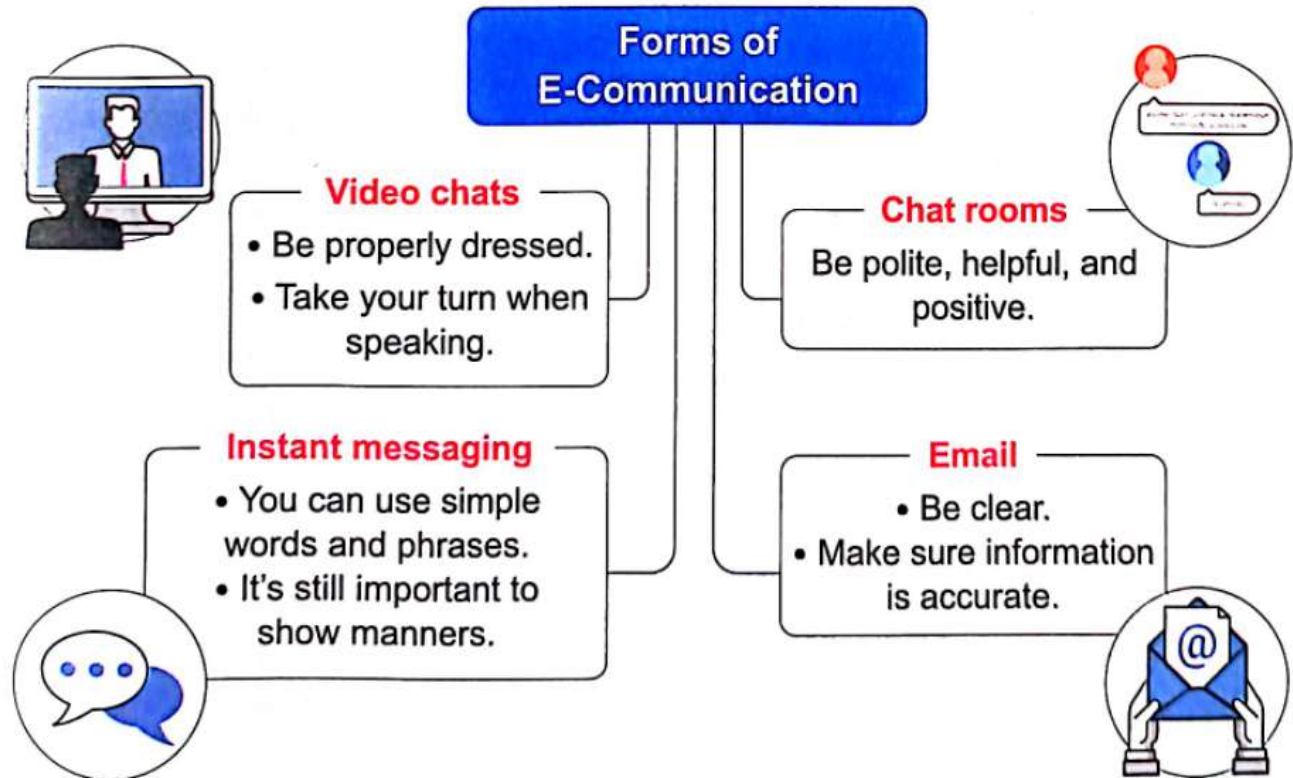 Forms of
E-Communication
Video chats
• Be properly dressed.
• Take your turn when
speaking.
Chat rooms
Be polite, helpful, and
positive.
Instant messaging
• You can use simple
words and phrases.
• It's still important to
show manners.
Email
• Be clear.
• Make sure information
is accurate.
@